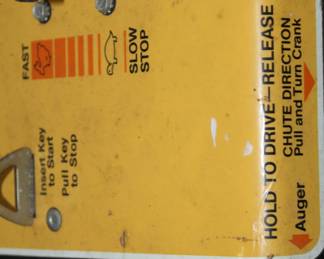 FAST
SLOW
STOP
Insert Key
to Start
Pull Key
to Stop
HOLD TO DRIVE—RELEASE
CHUTE DIRECTION
Pull and Turn Crank
Auger